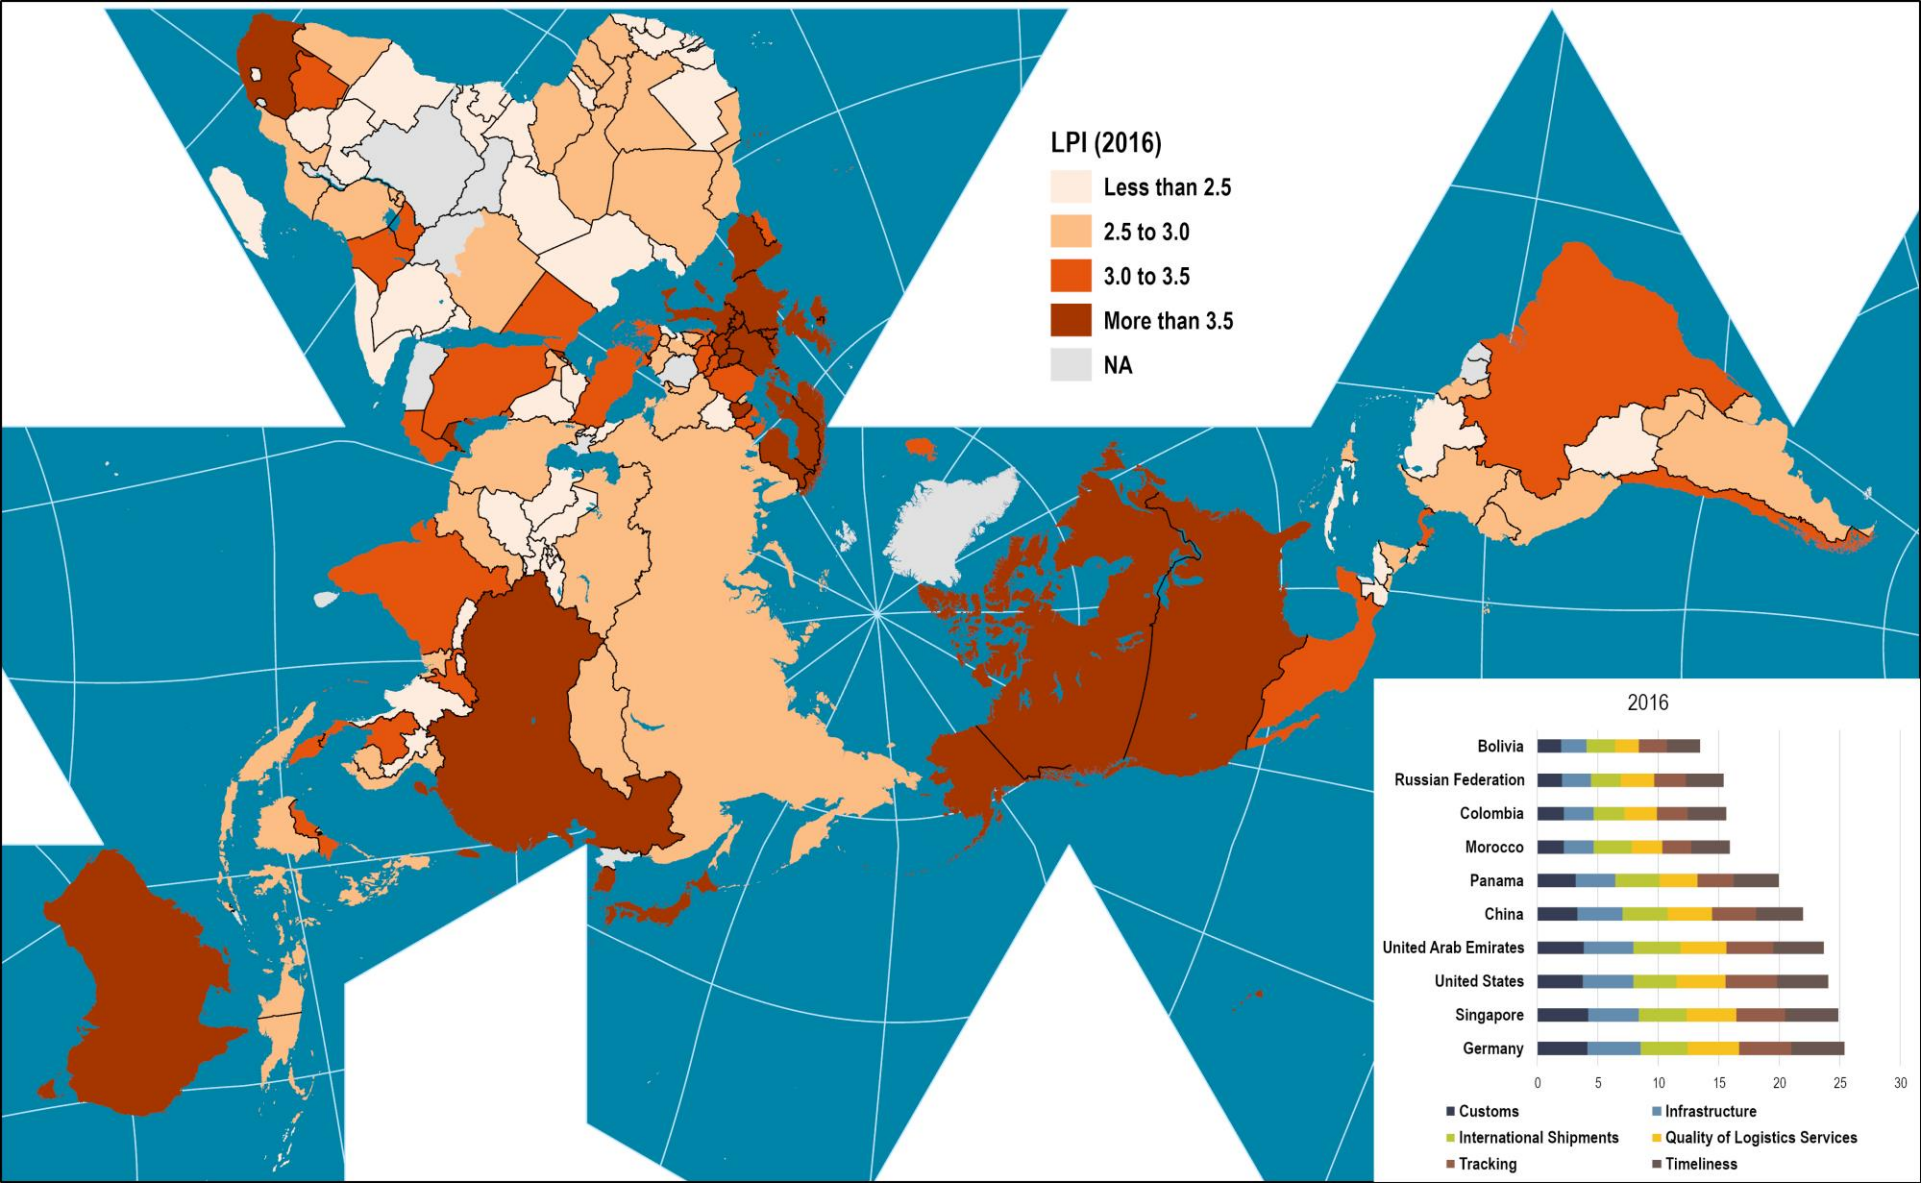 LPI (2016)
Less than 2.5
2.5 to 3.0
3.0 to 3.5
More than 3.5
NA
2016
Bolivia
Russian Federation
Colombia
Morocco
Panama
China
United Arab Emirates
United States
Singapore
Germany
0 5 10 15 20 25 30
Customs Infrastructure
International Shipments Quality of Logistics Services
Tracking Timeliness